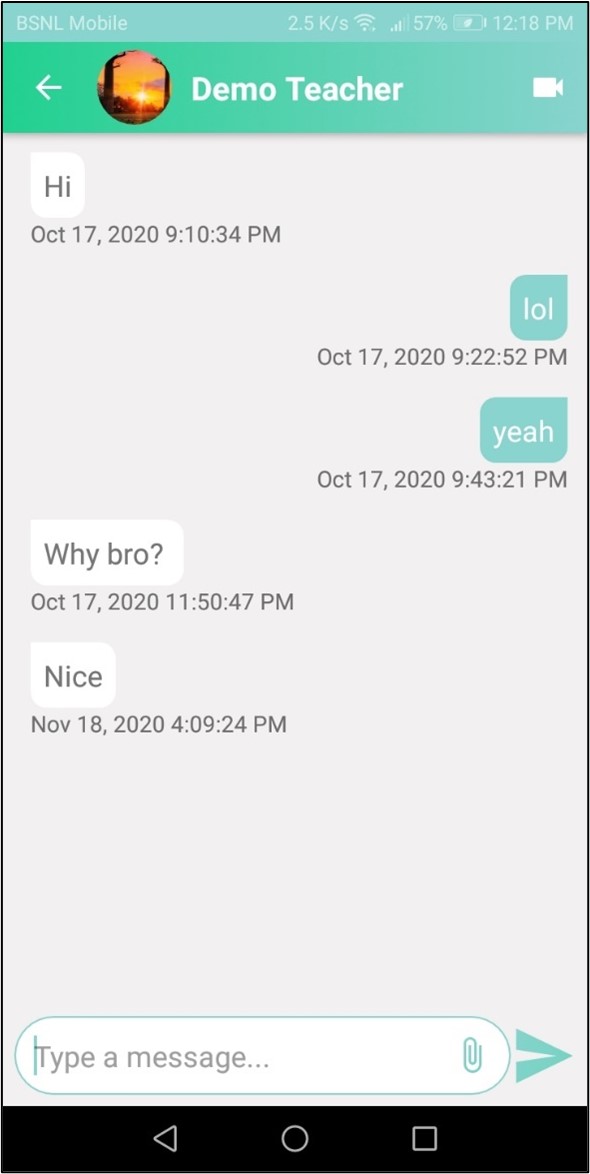 BSNL Mobile 2.5 K/s 57% 12:18 PM
Demo Teacher
Hi
Oct 17, 2020 9:10:34 PM
lol
Oct 17, 2020 9:22:52 PM
yeah
Oct 17, 2020 9:43:21 PM
Why bro?
Oct 17, 2020 11:50:47 PM
Nice
Nov 18, 2020 4:09:24 PM
Type a message...